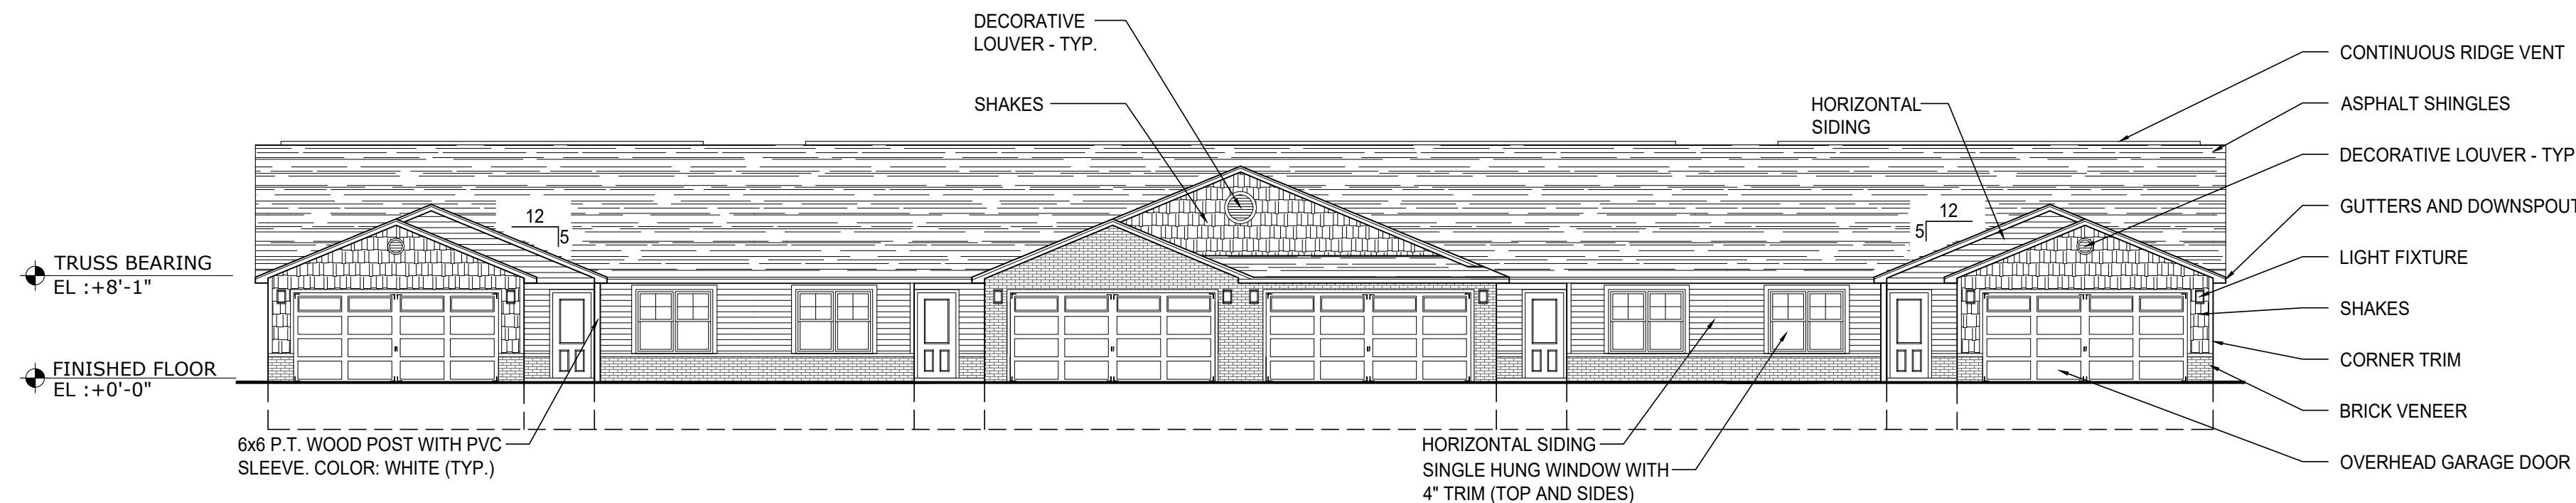 DECORATIVE
LOUVER - TYP.
SHAKES
HORIZONTAL
SIDING
CONTINUOUS RIDGE VENT
ASPHALT SHINGLES
DECORATIVE LOUVER - TYP
GUTTERS AND DOWNSPOUT
LIGHT FIXTURE
SHAKES
CORNER TRIM
BRICK VENEER
OVERHEAD GARAGE DOOR
12
5
12
5
TRUSS BEARING
EL :+8'-1"
FINISHED FLOOR
EL :+0'-0"
6x6 P.T. WOOD POST WITH PVC
SLEEVE. COLOR: WHITE (TYP.)
HORIZONTAL SIDING
SINGLE HUNG WINDOW WITH
4" TRIM (TOP AND SIDES)